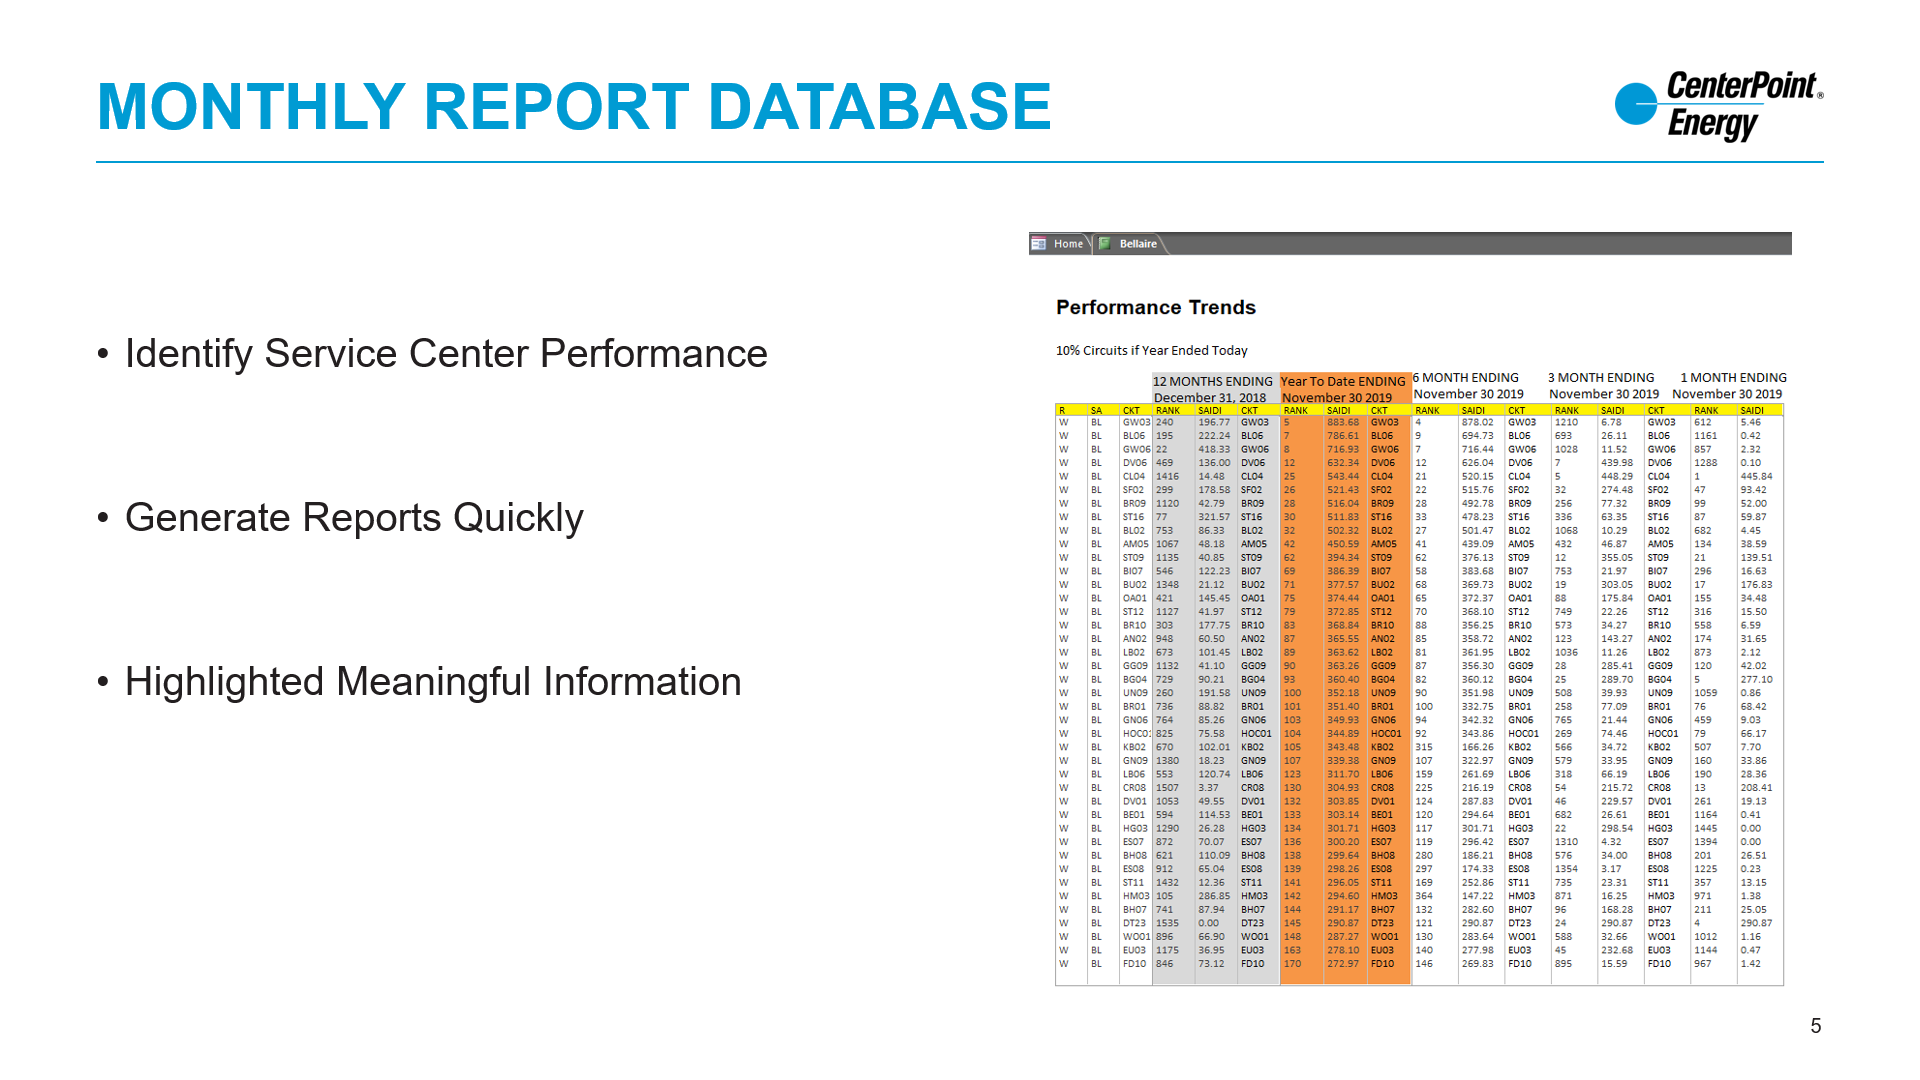 MONTHLY REPORT DATABASE
CenterPoint®
Energy
• Identify Service Center Performance
• Generate Reports Quickly
• Highlighted Meaningful Information
Home Bellaire
Performance Trends
10% Circuits if Year Ended Today
12 MONTHS ENDING Year To Date ENDING 6 MONTH ENDING 3 MONTH ENDING 1 MONTH ENDING
December 31, 2018 November 30 2019 November 30 2019 November 30 2019 November 30 2019
R SA CKT RANK SAIDI CKT RANK SAIDI CKT RANK SAIDI CKT RANK SAIDI CKT RANK SAIDI
W BL GW03 240 196.77 GW03 5 883.68 GW03 4 878.02 GW03 1210 6.78 GW03 612 5.46
W BL BL06 195 222.24 BL06 7 786.61 BL06 9 694.73 BL06 693 26.11 BL06 1161 0.42
W BL GW06 22 418.33 GW06 8 716.93 GW06 7 716.44 GW06 1028 11.52 GW06 857 2.32
W BL DV06 469 136.00 DV06 12 632.34 DV06 12 626.04 DV06 7 439.98 DV06 1288 0.10
W BL CL04 1416 14.48 CL04 25 543.44 CL04 21 520.15 CL04 5 448.29 CL04 1 445.84
W BL SF02 299 178.58 SF02 26 521.43 SF02 22 515.76 SF02 32 274.48 SF02 47 93.42
W BL BR09 1120 42.79 BR09 28 516.04 BR09 28 492.78 BR09 256 77.32 BR09 99 52.00
W BL ST16 77 321.57 ST16 30 511.83 ST16 33 478.23 ST16 336 63.35 ST16 87 59.87
W BL BL02 753 86.33 BL02 32 502.32 BL02 27 501.47 BL02 1068 10.29 BL02 682 4.45
W BL AM05 1067 48.18 AM05 42 450.59 AM05 41 439.09 AM05 432 46.87 AM05 134 38.59
W BL ST09 1135 40.85 ST09 62 394.34 ST09 62 376.13 ST09 12 355.05 ST09 21 139.51
W BL BI07 546 122.23 BI07 69 386.39 BI07 58 383.68 BI07 753 21.97 BI07 296 16.63
W BL BU02 1348 21.12 BU02 71 377.57 BU02 68 369.73 BU02 19 303.05 BU02 17 176.83
W BL OA01 421 145.45 OA01 75 374.44 OA01 65 372.37 OA01 88 175.84 OA01 155 34.48
W BL ST12 1127 41.97 ST12 79 372.85 ST12 70 368.10 ST12 749 22.26 ST12 316 15.50
W BL BR10 303 177.75 BR10 83 368.84 BR10 88 356.25 BR10 573 34.27 BR10 558 6.59
W BL AN02 948 60.50 AN02 87 365.55 AN02 85 358.72 AN02 123 143.27 AN02 174 31.65
W BL LB02 673 101.45 LB02 89 363.62 LB02 81 361.95 LB02 1036 11.26 LB02 873 2.12
W BL GG09 1132 41.10 GG09 90 363.26 GG09 87 356.30 GG09 28 285.41 GG09 120 42.02
W BL BG04 729 90.21 BG04 93 360.40 BG04 82 360.12 BG04 25 289.70 BG04 5 277.10
W BL UN09 260 191.58 UN09 100 352.18 UN09 90 351.98 UN09 508 39.93 UN09 1059 0.86
W BL BR01 736 88.82 BR01 101 351.40 BR01 100 332.75 BR01 258 77.09 BR01 76 68.42
W BL GN06 764 85.26 GN06 103 349.93 GN06 94 342.32 GN06 765 21.44 GN06 459 9.03
W BL HOC01 825 75.58 HOC01 104 344.89 HOC01 92 343.86 HOC01 269 74.46 HOC01 79 66.17
W BL KB02 670 102.01 KB02 105 343.48 KB02 315 166.26 KB02 566 34.72 KB02 507 7.70
W BL GN09 1380 18.23 GN09 107 339.38 GN09 107 322.97 GN09 579 33.95 GN09 160 33.86
W BL LB06 553 120.74 LB06 123 311.70 LB06 159 261.69 LB06 318 66.19 LB06 190 28.36
W BL CR08 1507 3.37 CR08 130 304.93 CR08 225 216.19 CR08 54 215.72 CR08 13 208.41
W BL DV01 1053 49.55 DV01 132 303.85 DV01 124 287.83 DV01 46 229.57 DV01 261 19.13
W BL BE01 594 114.53 BE01 133 303.14 BE01 120 294.64 BE01 682 26.61 BE01 1164 0.41
W BL HG03 1290 26.28 HG03 134 301.71 HG03 117 301.71 HG03 22 298.54 HG03 1445 0.00
W BL ES07 872 70.07 ES07 136 300.20 ES07 119 296.42 ES07 1310 4.32 ES07 1394 0.00
W BL BH08 621 110.09 BH08 138 299.64 BH08 280 186.21 BH08 576 34.00 BH08 201 26.51
W BL ES08 912 65.04 ES08 139 298.26 ES08 297 174.33 ES08 1354 3.17 ES08 1225 0.23
W BL ST11 1432 12.36 ST11 141 296.05 ST11 169 252.86 ST11 735 23.31 ST11 357 13.15
W BL HM03 105 286.85 HM03 142 294.60 HM03 364 147.22 HM03 871 16.25 HM03 971 1.38
W BL BH07 741 87.94 BH07 144 291.17 BH07 132 282.60 BH07 96 168.28 BH07 211 25.05
W BL DT23 1535 0.00 DT23 145 290.87 DT23 121 290.87 DT23 24 290.87 DT23 4 290.87
W BL WO01 896 66.90 WO01 148 287.27 WO01 130 283.64 WO01 588 32.66 WO01 1012 1.16
W BL EU03 1175 36.95 EU03 163 278.10 EU03 140 277.98 EU03 45 232.68 EU03 1144 0.47
W BL FD10 846 73.12 FD10 170 272.97 FD10 146 269.83 FD10 895 15.59 FD10 967 1.42
5